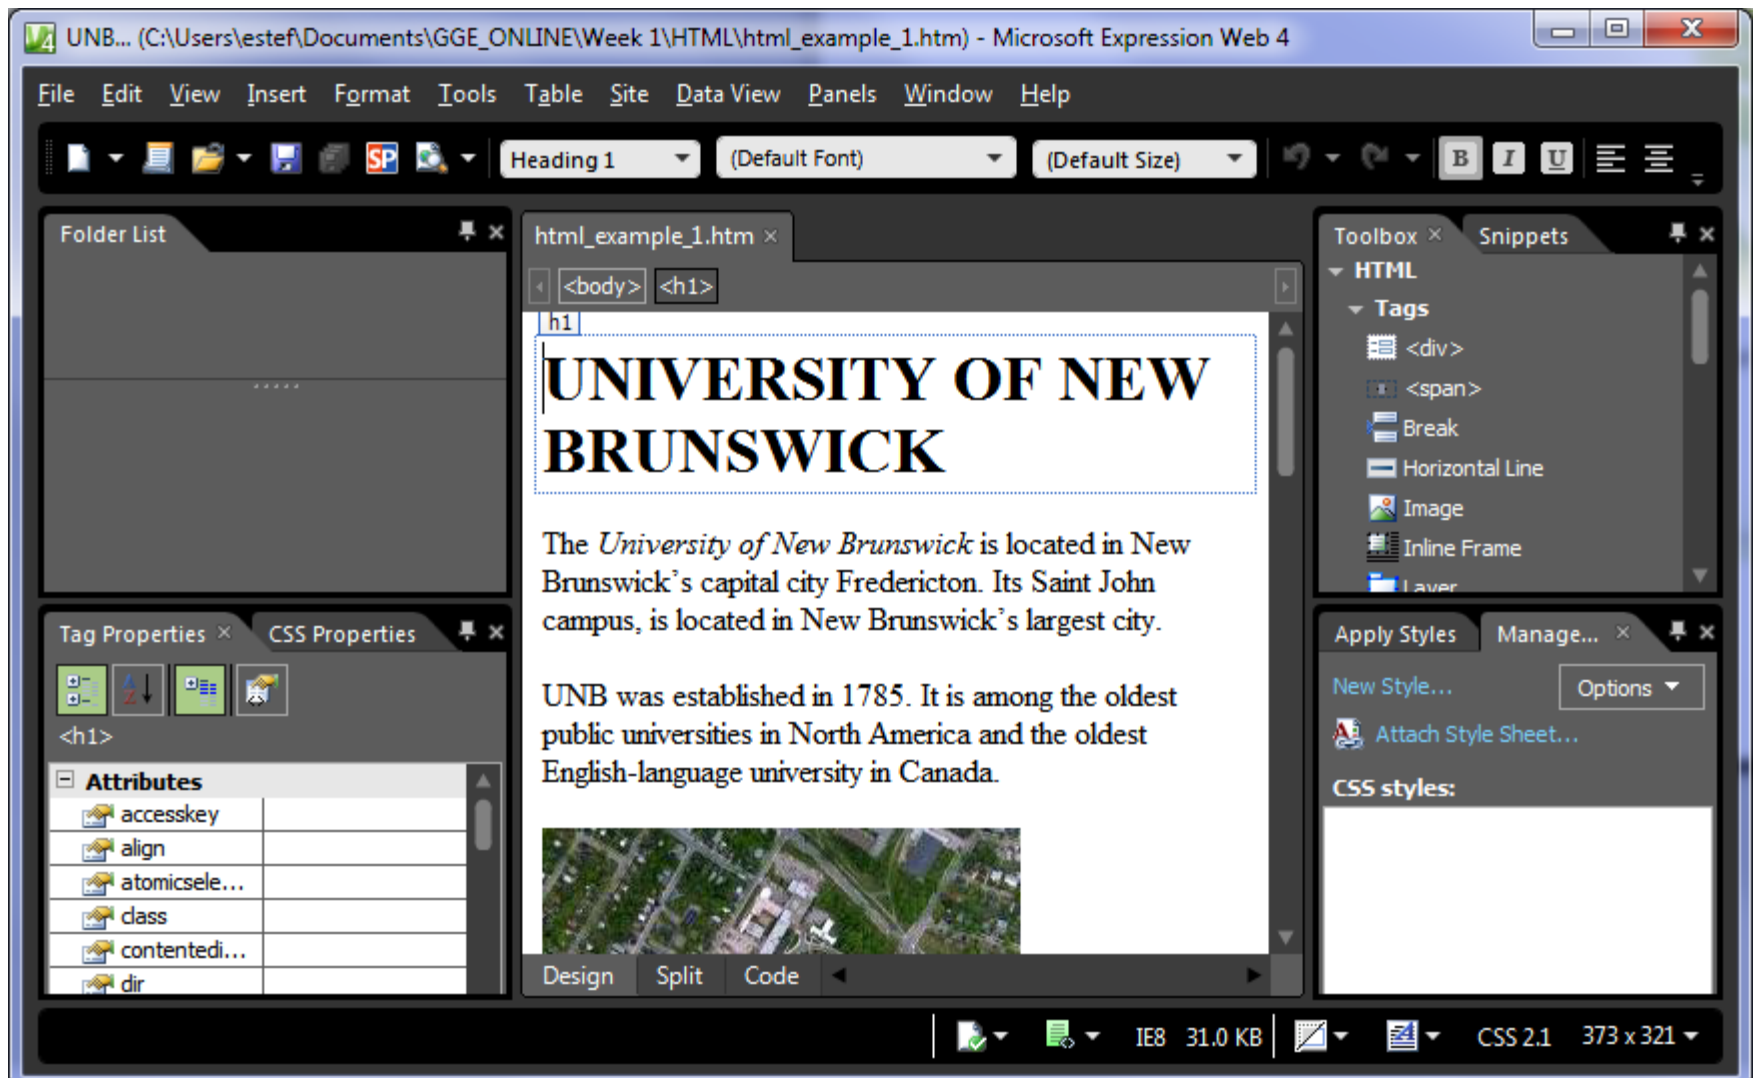 UNB... (C:\Users\estef\Documents\GGE_ONLINE\Week 1\HTML\html_example_1.htm) - Microsoft Expression Web 4
File Edit View Insert Format Tools Table Site Data View Panels Window Help
SP Heading 1 (Default Font) (Default Size) B I U
Folder List
html_example_1.htm
<body> <h1>
h1
UNIVERSITY OF NEW
BRUNSWICK
The University of New Brunswick is located in New
Brunswick's capital city Fredericton. Its Saint John
campus, is located in New Brunswick's largest city.
UNB was established in 1785. It is among the oldest
public universities in North America and the oldest
English-language university in Canada.
Design Split Code
Toolbox Snippets
HTML
Tags
<div>
<span>
Break
Horizontal Line
Image
Inline Frame
Layer
Tag Properties CSS Properties
<h1>
Attributes
accesskey
align
atomicsele...
class
contentedi...
dir
Apply Styles Manage...
New Style... Options
Attach Style Sheet...
CSS styles:
IE8 31.0 KB CSS 2.1 373 x 321